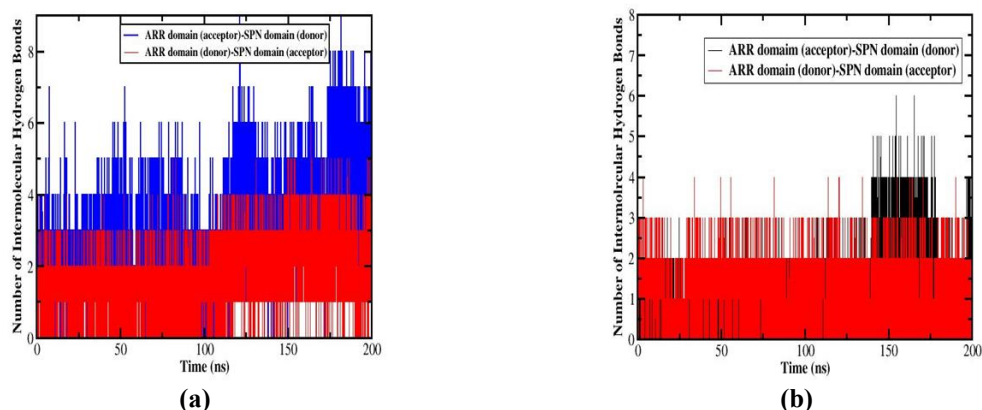 Number of Intermolecular Hydrogen Bonds
8
6
4
2
0
ARR domain (acceptor)-SPN domain (donor)
ARR domain (donor)-SPN domain (acceptor)
0
50
100
150
200
Time (ns)
(a)
Number of Intermolecular Hydrogen Bonds
8
7
6
5
4
3
2
1
0
ARR domaim (acceptor)-SPN domain (donor)
ARR domain (donor)-SPN domain (acceptor)
0
50
100
150
200
Time (ns)
(b)